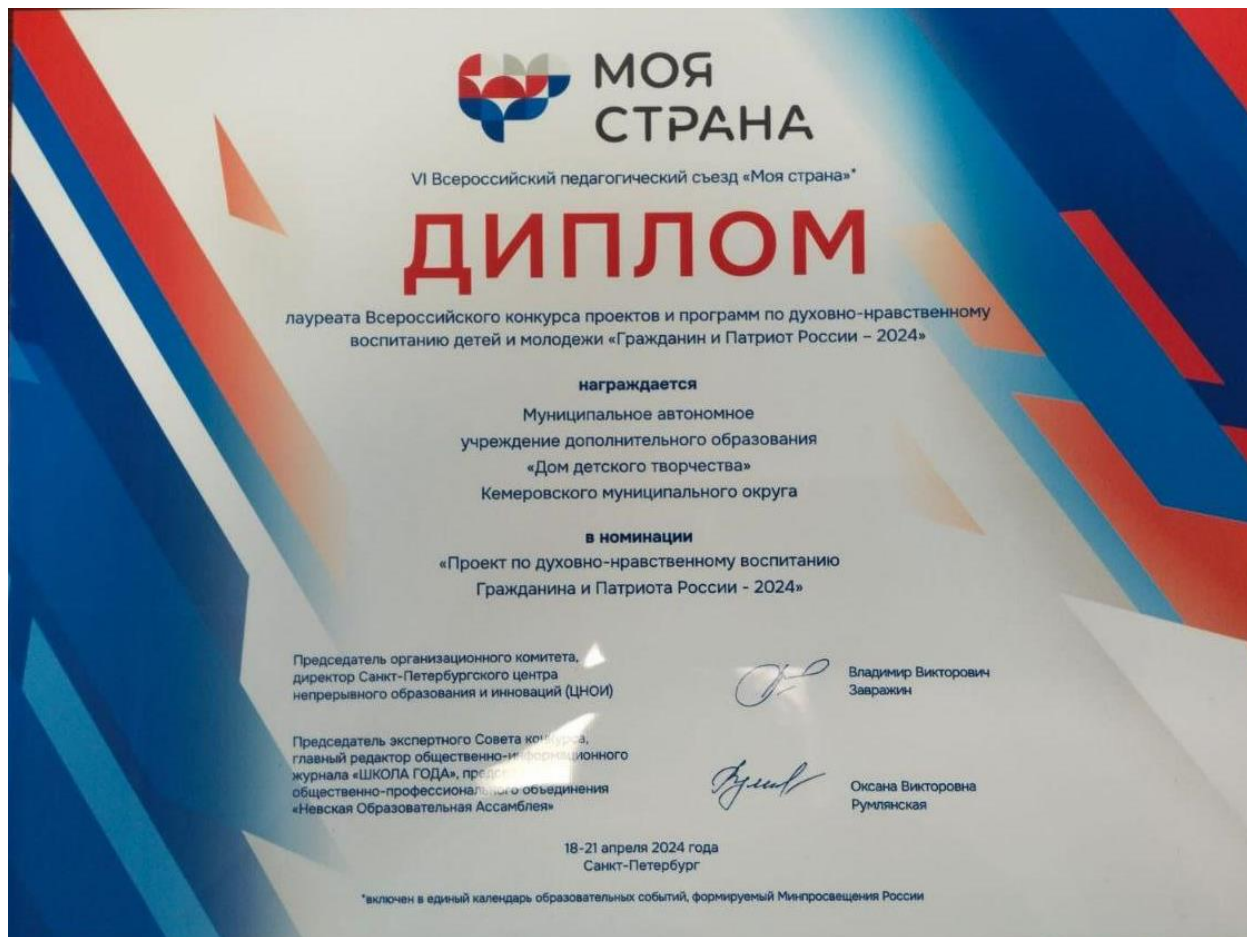 МОЯ
СТРАНА
VI Всероссийский педагогический съезд «Моя страна»*
ДИПЛОМ
лауреата Всероссийского конкурса проектов и программ по духовно-нравственному
воспитанию детей и молодежи «Гражданин и Патриот России – 2024»
награждается
Муниципальное автономное
учреждение дополнительного образования
«Дом детского творчества»
Кемеровского муниципального округа
в номинации
«Проект по духовно-нравственному воспитанию
Гражданина и Патриота России - 2024»
Председатель организационного комитета,
директор Санкт-Петербургского центра
непрерывного образования и инноваций (ЦНОИ)
Владимир Викторович
Завражин
Председатель экспертного Совета конкурса,
главный редактор общественно-информационного
журнала «ШКОЛА ГОДА»,
общественно-профессионального объединения
«Невская Образовательная Ассамблея»
Оксана Викторовна
Румлянская
18-21 апреля 2024 года
Санкт-Петербург
*включен в единый календарь образовательных событий, формируемый Минпросвещения России